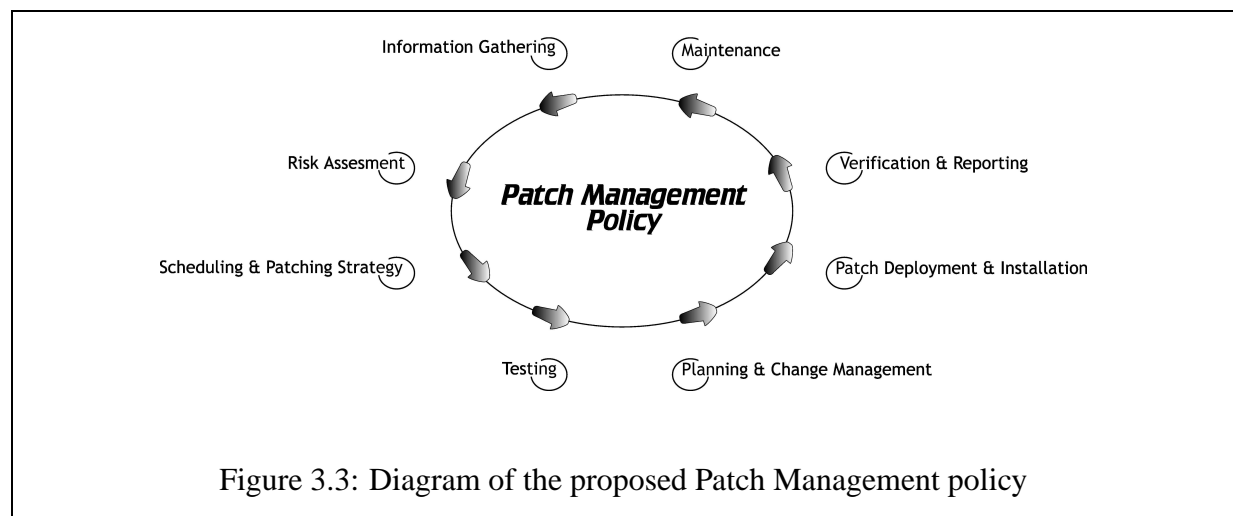 Information Gathering
Maintenance
Risk Assesment
Verification & Reporting
Patch Management
Policy
Scheduling & Patching Strategy
Patch Deployment & Installation
Testing
Planning & Change Management
Figure 3.3: Diagram of the proposed Patch Management policy